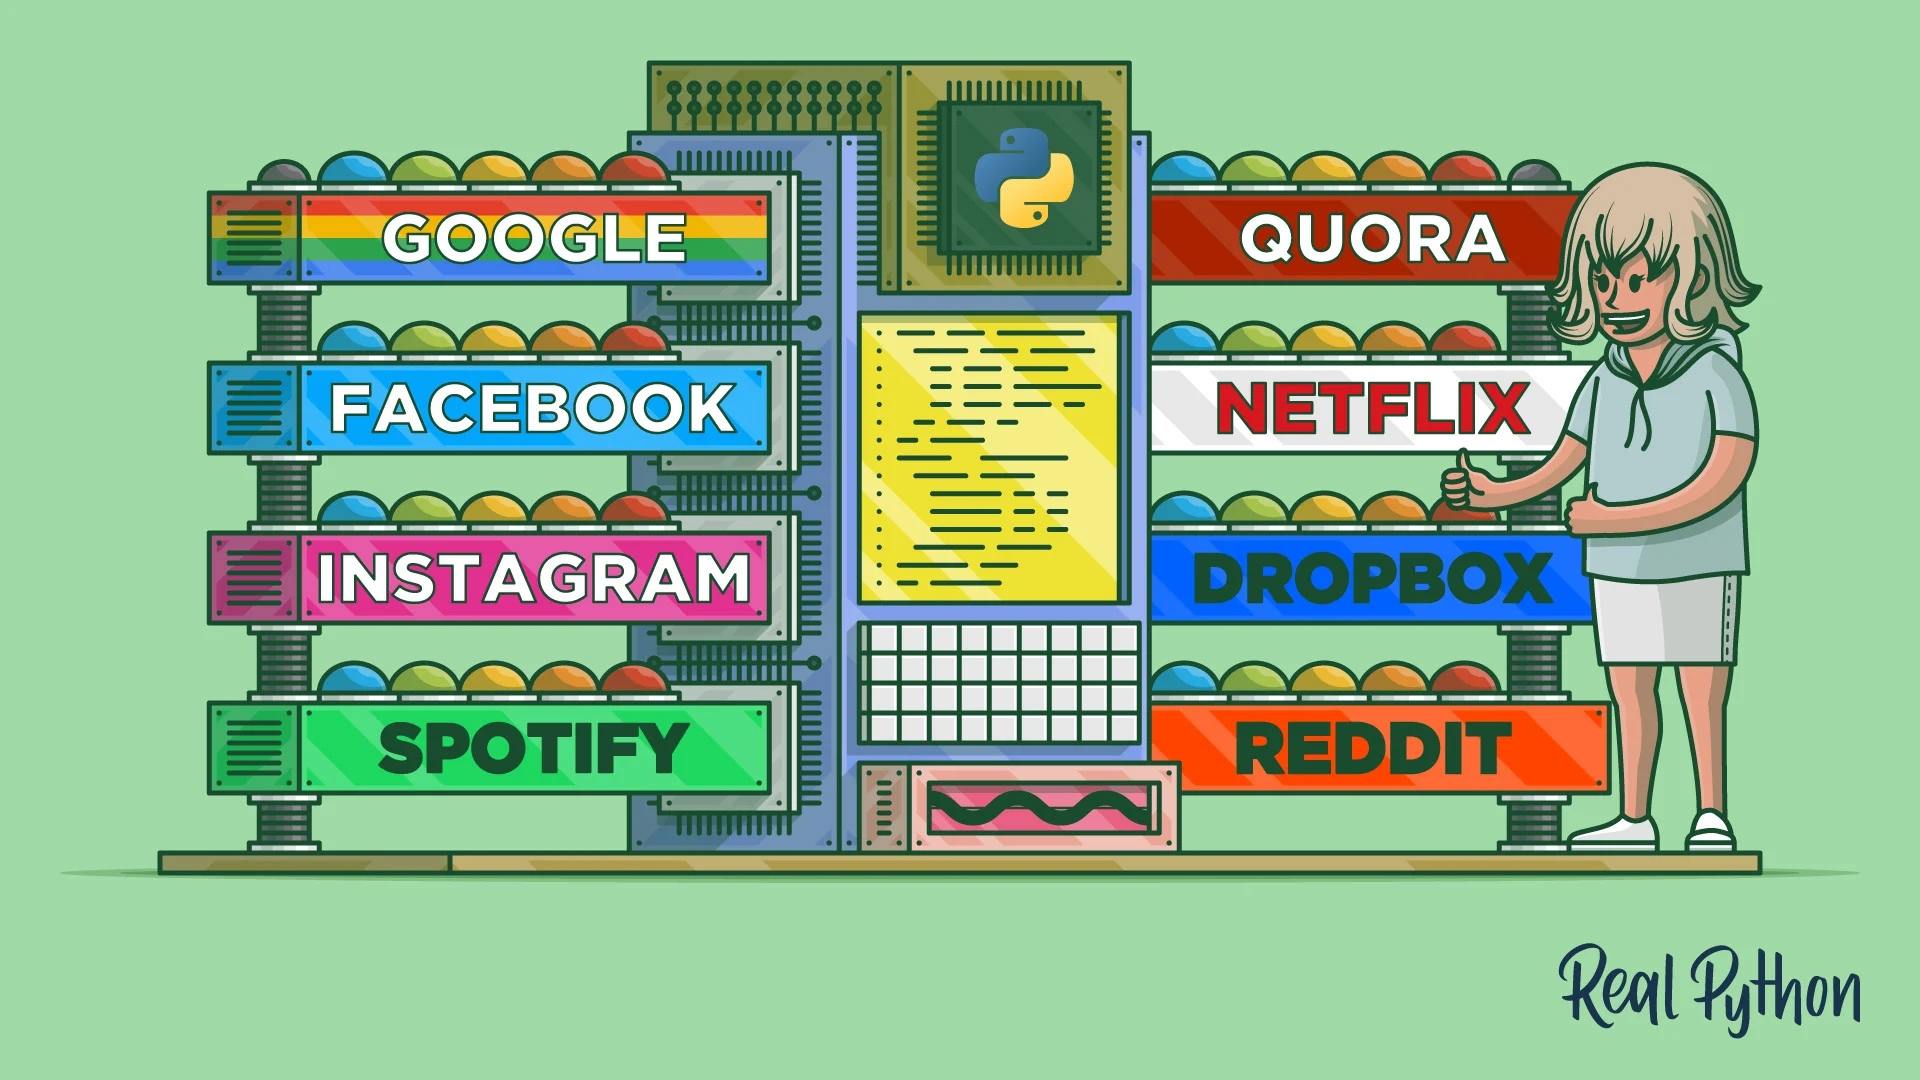 GOOGLE
FACEBOOK
INSTAGRAM
SPOTIFY
QUORA
NETFLIX
DROPBOX
REDDIT
Real Python